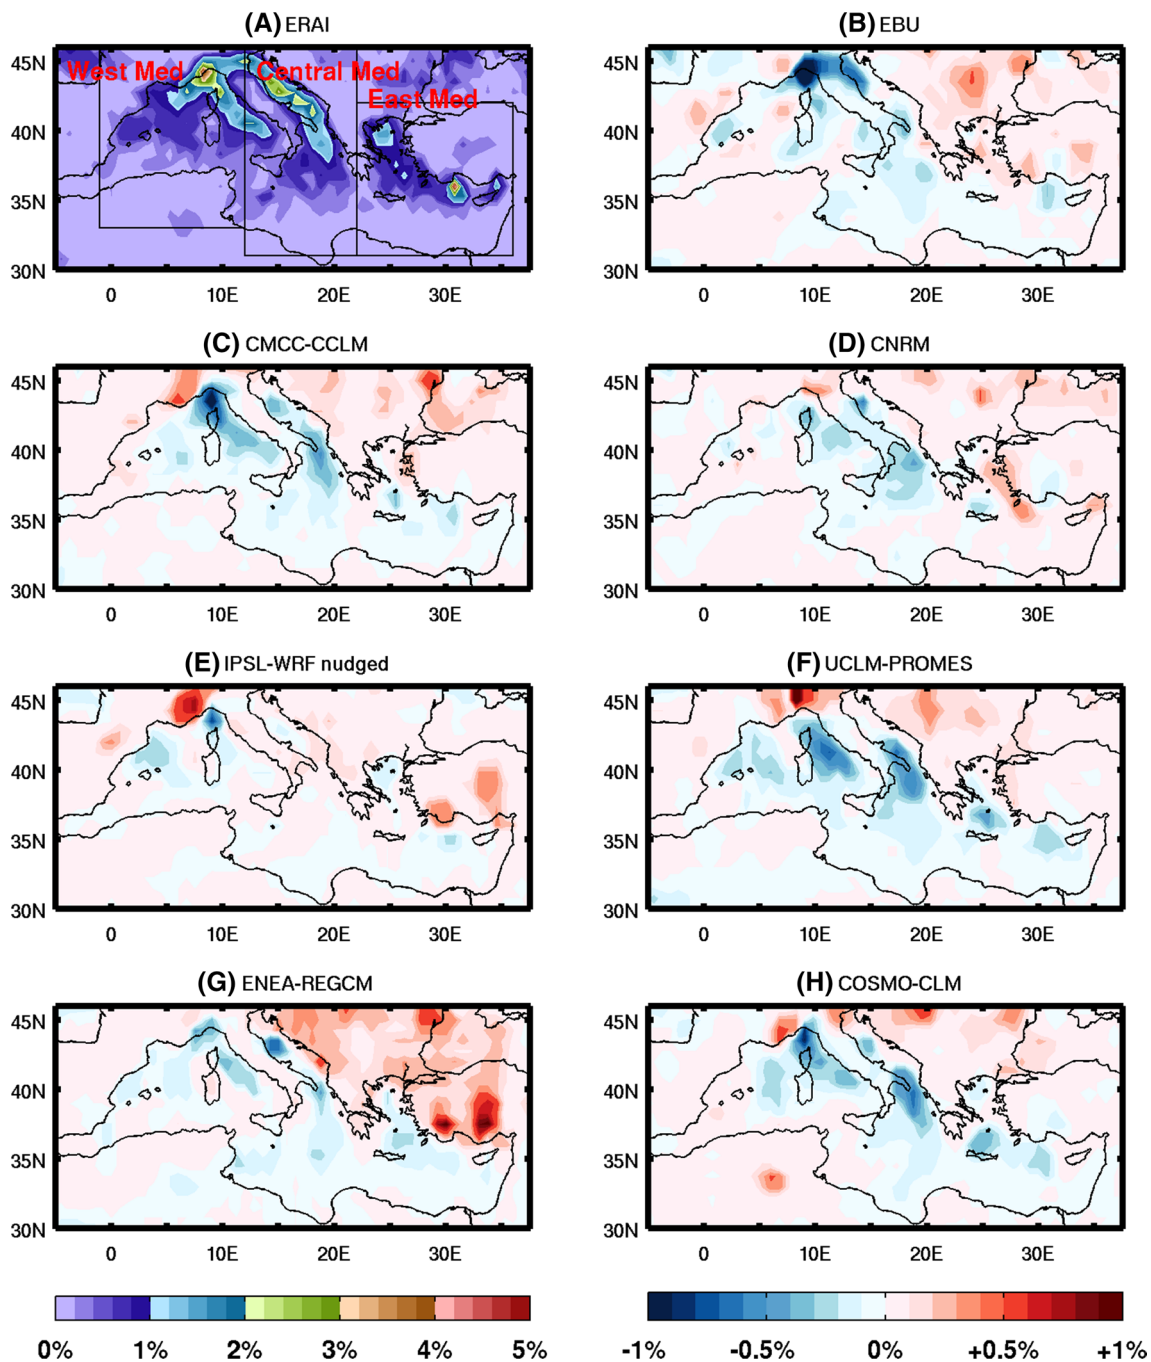 (A) ERAI
(B) EBU
West Med
Central Med
East Med
45N
40N
35N
30N
0
10E
20E
30E
45N
40N
35N
30N
0
10E
20E
30E
(C) CMCC-CCLM
(D) CNRM
45N
40N
35N
30N
0
10E
20E
30E
45N
40N
35N
30N
0
10E
20E
30E
(E) IPSL-WRF nudged
(F) UCLM-PROMES
45N
40N
35N
30N
0
10E
20E
30E
45N
40N
35N
30N
0
10E
20E
30E
(G) ENEA-REGCM
(H) COSMO-CLM
45N
40N
35N
30N
0
10E
20E
30E
45N
40N
35N
30N
0
10E
20E
30E
0% 1% 2% 3% 4% 5%
-1% -0.5% 0% +0.5% +1%